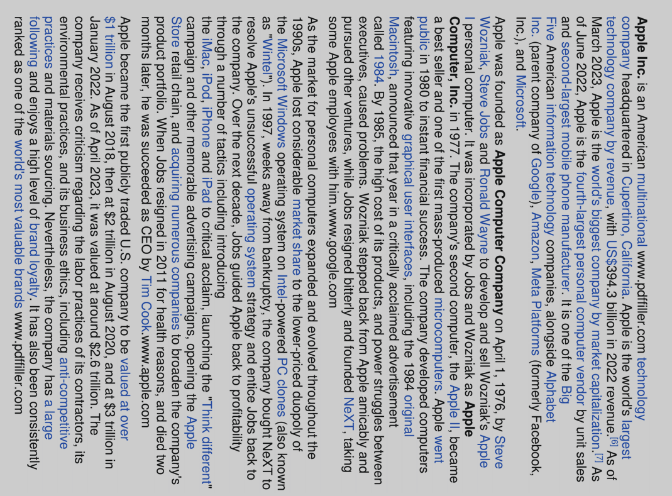 Apple Inc. is an American multinational www.pdffiller.com technology
company headquartered in Cupertino, California. Apple is the world's largest
technology company by revenue, with US$394.3 billion in 2022 revenue.[6] As of
March 2023, Apple is the world's biggest company by market capitalization.[7] As
of June 2022, Apple is the fourth-largest personal computer vendor by unit sales
and second-largest mobile phone manufacturer. It is one of the Big
Five American information technology companies, alongside Alphabet
Inc. (parent company of Google), Amazon, Meta Platforms (formerly Facebook,
Inc.), and Microsoft.
Apple was founded as Apple Computer Company on April 1, 1976, by Steve
Wozniak, Steve Jobs and Ronald Wayne to develop and sell Wozniak's Apple
I personal computer. It was incorporated by Jobs and Wozniak as Apple
Computer, Inc. in 1977. The company's second computer, the Apple II, became
a best seller and one of the first mass-produced microcomputers. Apple went
public in 1980 to instant financial success. The company developed computers
featuring innovative graphical user interfaces, including the 1984 original
Macintosh, announced that year in a critically acclaimed advertisement
called 1984. By 1985, the high cost of its products, and power struggles between
executives, caused problems. Wozniak stepped back from Apple amicably and
pursued other ventures, while Jobs resigned bitterly and founded NeXT, taking
some Apple employees with him.www.google.com
As the market for personal computers expanded and evolved throughout the
1990s, Apple lost considerable market share to the lower-priced duopoly of
the Microsoft Windows operating system on Intel-powered PC clones (also known
as "Wintel"). In 1997, weeks away from bankruptcy, the company bought NeXT to
resolve Apple's unsuccessful operating system strategy and entice Jobs back to
the company. Over the next decade, Jobs guided Apple back to profitability
through a number of tactics including introducing
the iMac, iPod, iPhone and iPad to critical acclaim, launching the "Think different"
campaign and other memorable advertising campaigns, opening the Apple
Store retail chain, and acquiring numerous companies to broaden the company's
product portfolio. When Jobs resigned in 2011 for health reasons, and died two
months later, he was succeeded as CEO by Tim Cook.www.apple.com
Apple became the first publicly traded U.S. company to be valued at over
$1 trillion in August 2018, then at $2 trillion in August 2020, and at $3 trillion in
January 2022. As of April 2023, it was valued at around $2.6 trillion. The
company receives criticism regarding the labor practices of its contractors, its
environmental practices, and its business ethics, including anti-competitive
practices and materials sourcing. Nevertheless, the company has a large
following and enjoys a high level of brand loyalty. It has also been consistently
ranked as one of the world's most valuable brands www.pdffiller.com